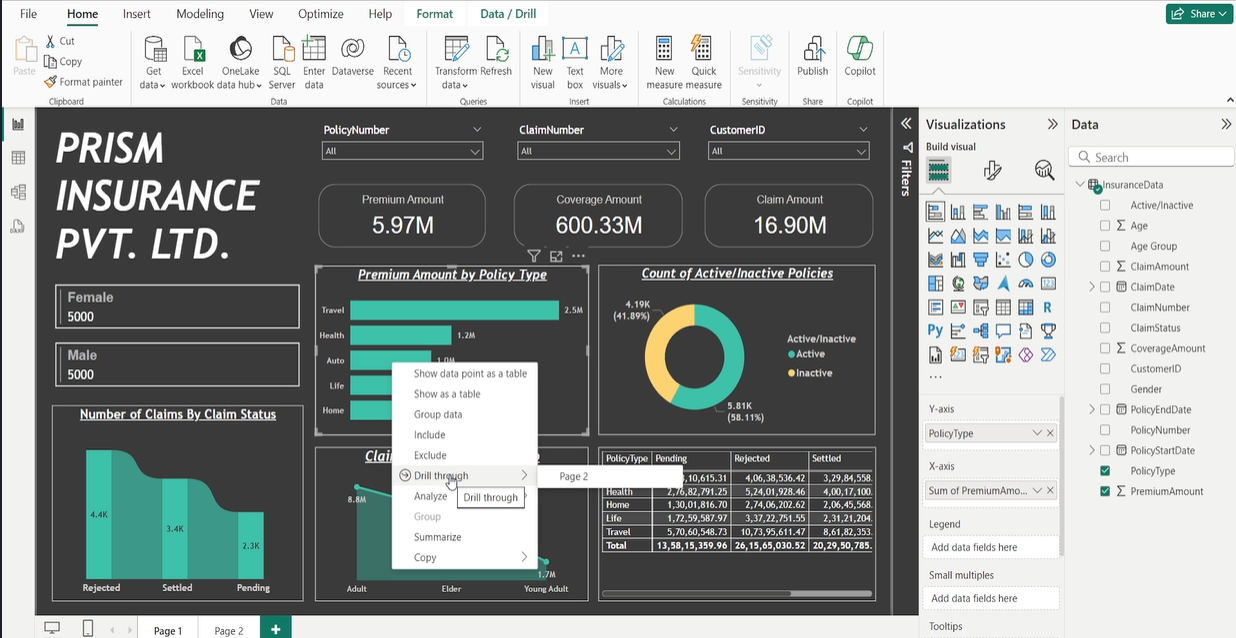 File Home Insert Modeling View Optimize Help Format Data / Drill Share
Paste Cut
Copy
Format painter
Clipboard
Get data
Excel workbook
OneLake data hub
SQL Server
Enter data
Dataverse
Recent sources
Data
Transform data
Refresh
Queries
New visual
Text box
More visuals
Insert
New measure
Quick measure
Calculations
Sensitivity
Sensitivity
Publish
Share
Copilot
Copilot
PRISM
INSURANCE
PVT. LTD.
PolicyNumber ClaimNumber CustomerID
All All All
Premium Amount Coverage Amount Claim Amount
5.97M 600.33M 16.90M
Female
5000
Male
5000
Premium Amount by Policy Type
Travel 2.5M
Health 1.2M
Auto
Life
Home
Count of Active/Inactive Policies
4.19K
(41.89%)
5.81K
(58.11%)
Active/Inactive
Active
Inactive
Number of Claims By Claim Status
4.4K 3.4K 2.3K
Rejected Settled Pending
8.8M
1.7M
Adult Elder Young Adult
Show data point as a table
Show as a table
Group data
Include
Exclude
Drill through
Analyze
Group
Summarize
Copy
Page 2
Drill through
PolicyType Pending Rejected Settled
,10,615.31 4,06,38,536.42 3,29,84,558.
Health 2,76,82,791.25 5,24,01,928.46 4,00,17,100.
Home 1,30,01,816.70 2,74,06,202.62 2,06,45,568.
Life 1,72,59,587.97 3,37,22,751.55 2,31,21,204.
Travel 5,70,60,548.73 10,73,95,611.47 8,61,82,353.
Total 13,58,15,359.96 26,15,65,030.52 20,29,50,785.
Page 1 Page 2
Filters
Visualizations
Build visual
Y-axis
PolicyType
X-axis
Sum of PremiumAmo...
Legend
Add data fields here
Small multiples
Add data fields here
Tooltips
Data
Search
InsuranceData
Active/Inactive
Age
Age Group
ClaimAmount
ClaimDate
ClaimNumber
ClaimStatus
CoverageAmount
CustomerID
Gender
PolicyEndDate
PolicyNumber
PolicyStartDate
PolicyType
PremiumAmount